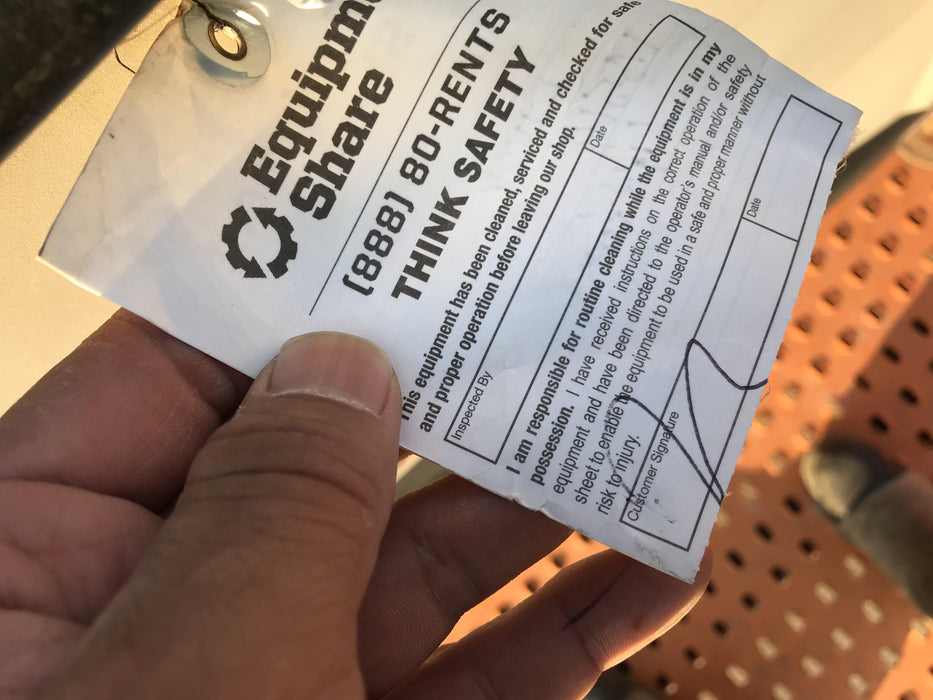 Equipme
Share
(888) 80-RENTS
THINK SAFETY
This equipment has been cleaned, serviced and checked for safe
and proper operation before leaving our shop.
Inspected By
Date
I am responsible for routine cleaning while the equipment is in my
possession. I have received instructions on the correct operation of the
equipment and have been directed to the operator's manual and/or safety
sheet to enable the equipment to be used in a safe and proper manner without
risk to injury.
Customer Signature
Date